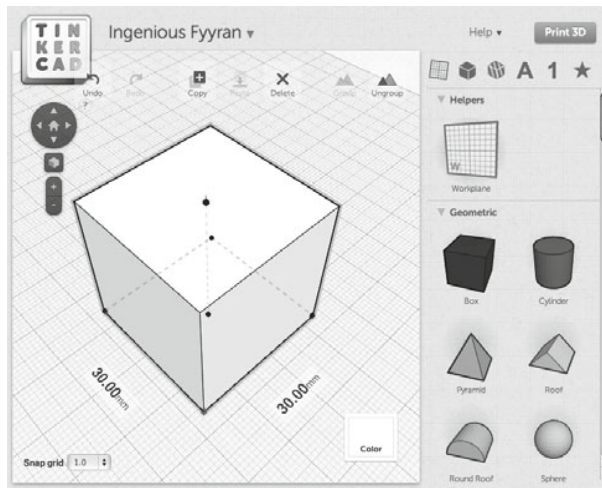 TIN
KER
CAD
Ingenious Fyyran ▾
Help ▾
Print 3D
Undo
Redo
Copy
Paste
Delete
Group
Ungroup
?
A 1
+
-
Helpers
W
Workplane
Geometric
Box
Cylinder
Pyramid
Roof
Round Roof
Sphere
30.00mm
30.00mm
Snap grid 1.0
Color